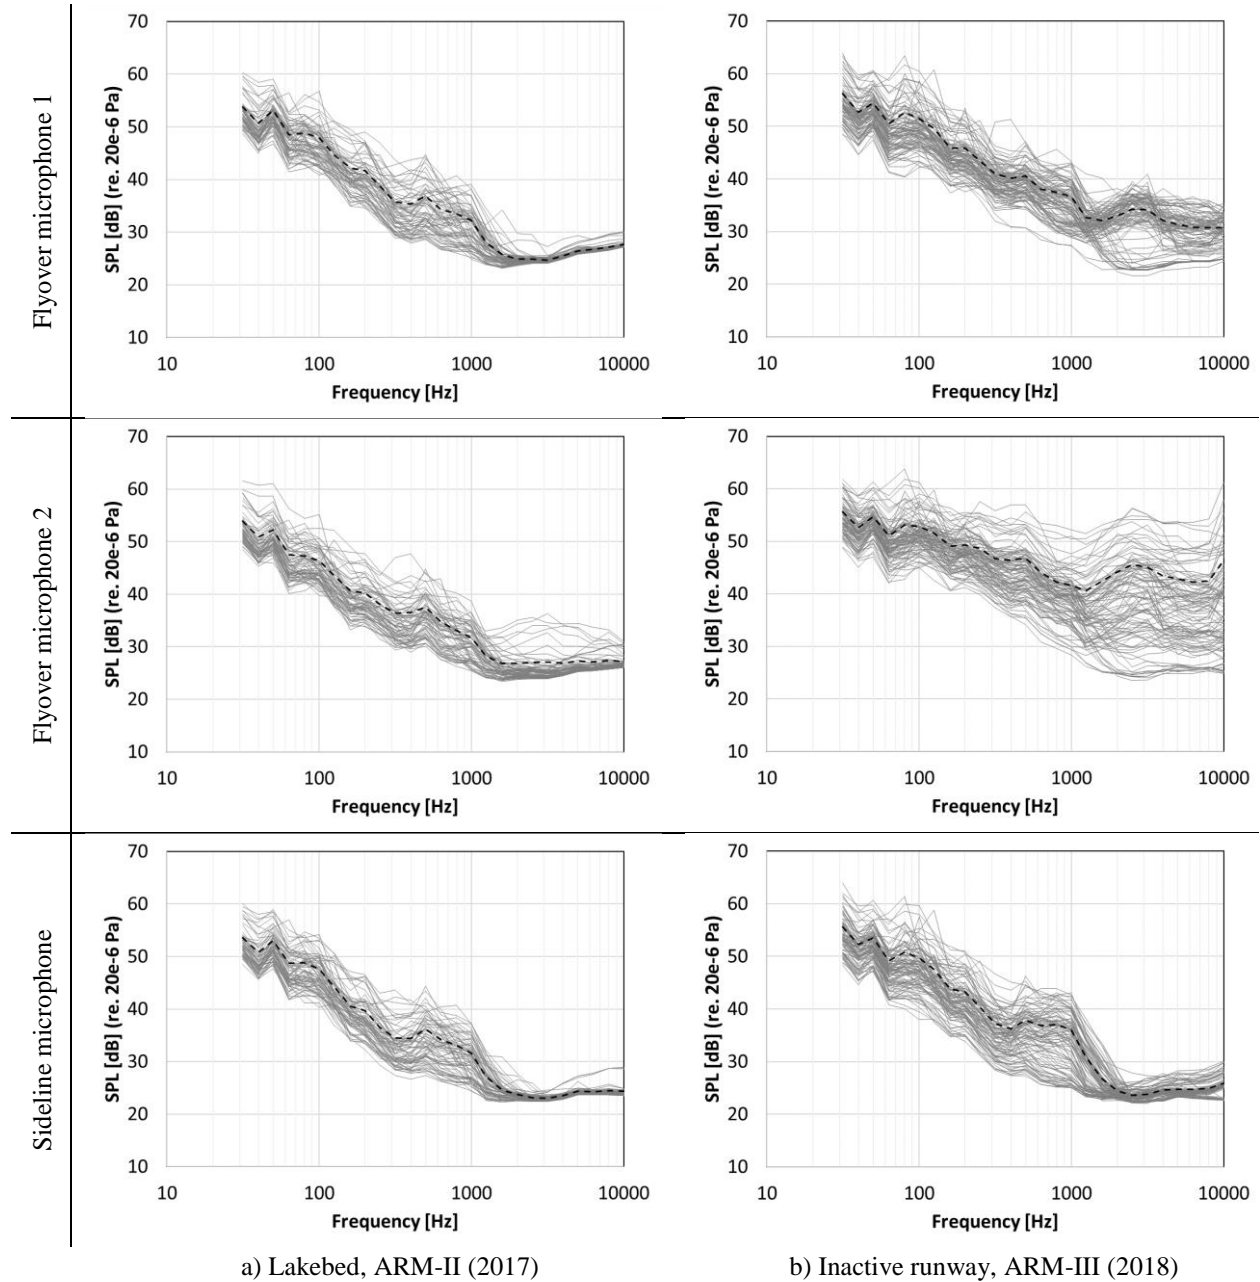 Flyover microphone 1
SPL [dB] (re. 20e-6 Pa)
70
60
50
40
30
20
10
10 100 1000 10000
Frequency [Hz]
SPL [dB] (re. 20e-6 Pa)
70
60
50
40
30
20
10
10 100 1000 10000
Frequency [Hz]
Flyover microphone 2
SPL [dB] (re. 20e-6 Pa)
70
60
50
40
30
20
10
10 100 1000 10000
Frequency [Hz]
SPL [dB] (re. 20e-6 Pa)
70
60
50
40
30
20
10
10 100 1000 10000
Frequency [Hz]
Sideline microphone
SPL [dB] (re. 20e-6 Pa)
70
60
50
40
30
20
10
10 100 1000 10000
Frequency [Hz]
SPL [dB] (re. 20e-6 Pa)
70
60
50
40
30
20
10
10 100 1000 10000
Frequency [Hz]
a) Lakebed, ARM-II (2017)
b) Inactive runway, ARM-III (2018)